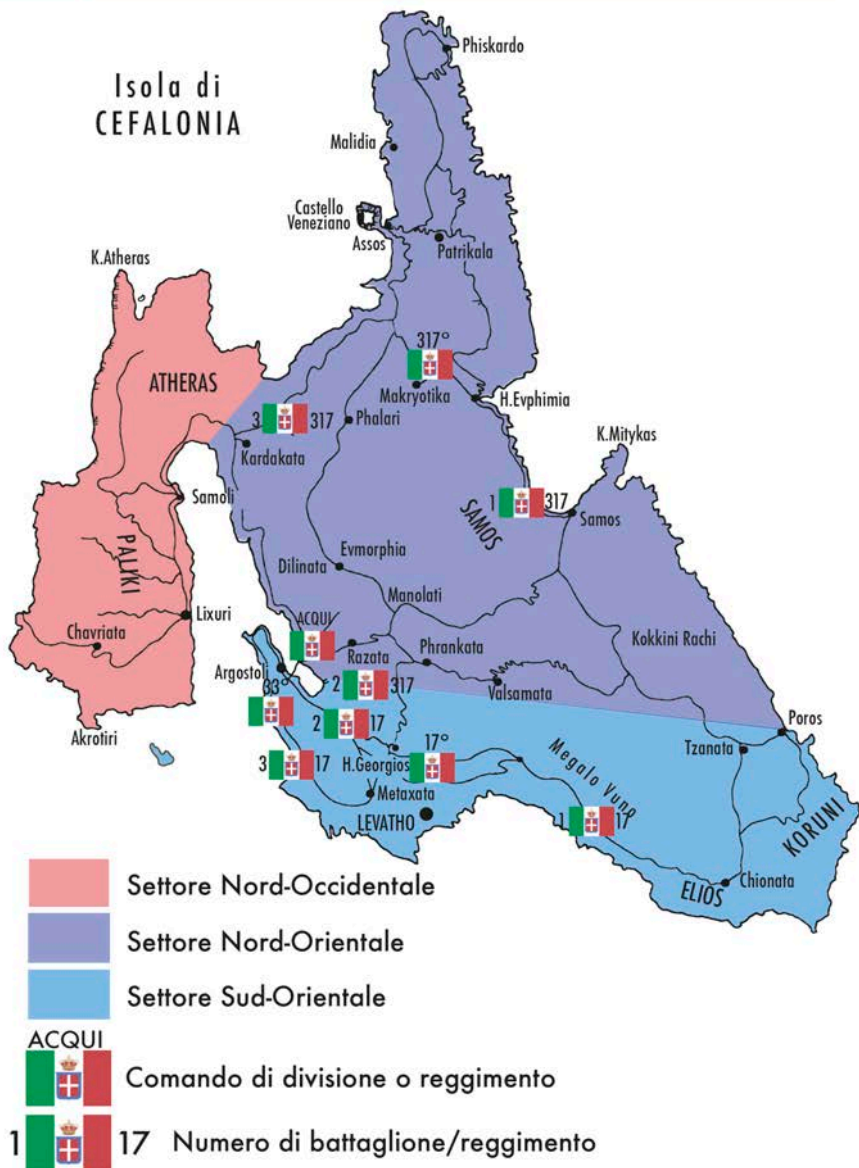 Isola di
CEFALONIA
Phiskardo
Malidia
Castello
Veneziano
Assos
Patrikala
K.Atheras
ATHERAS
317°
Makryotika
H.Evphimia
3 317
Phalari
Kardakata
K.Mitykas
Samoli
1 317
SAMOS
Samos
PALIKI
Evmorphia
Dilinata
Manolati
Lixuri
Chavriata
ACQUI
Razata
Kokkini Rachi
Phrankata
Argostoli
33°
2 317
Valsamata
Akrotiri
2 17
Poros
Tzanata
3 17
H.Georgios
17°
Megalo Vuno
Metaxata
LEVATHO
1 17
KORUNI
Chionata
ELIOS
Settore Nord-Occidentale
Settore Nord-Orientale
Settore Sud-Orientale
ACQUI
Comando di divisione o reggimento
1 17 Numero di battaglione/reggimento